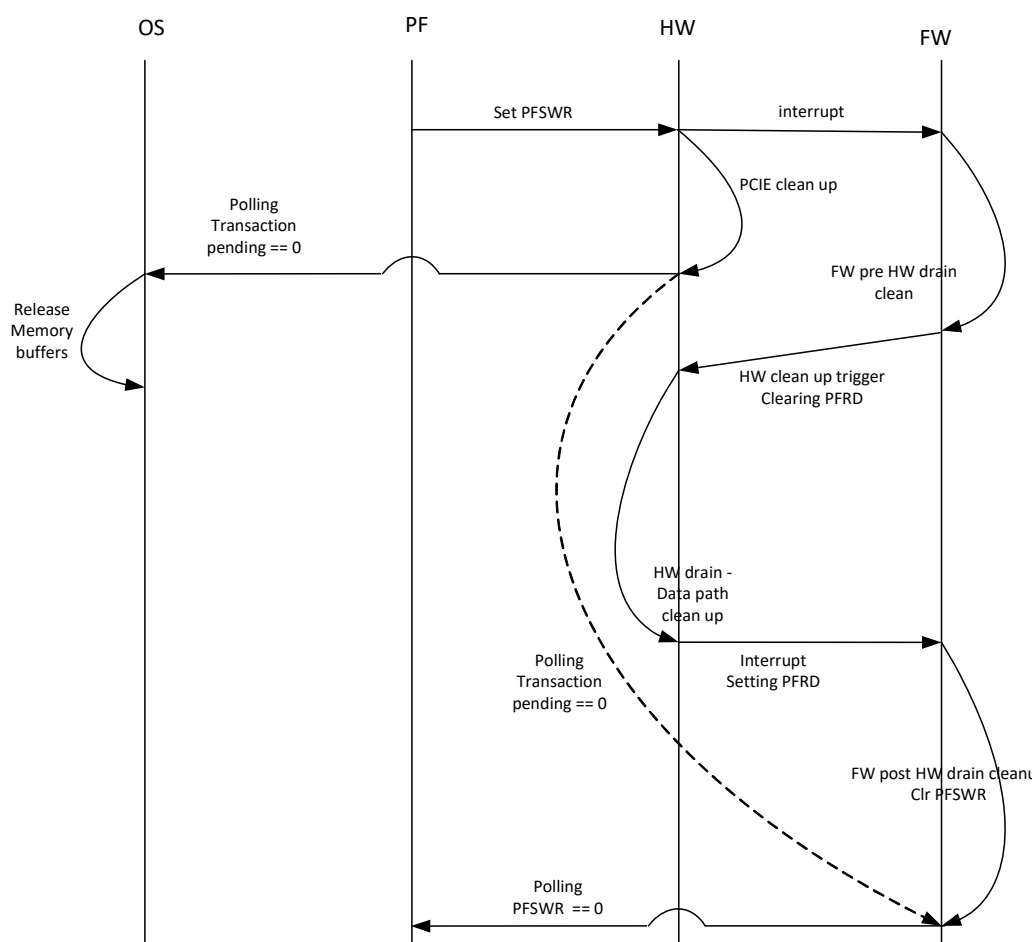 OS
PF
HW
FW
Set PFSWR
interrupt
PCIE clean up
Polling
Transaction
pending == 0
FW pre HW drain
clean
Release
Memory
buffers
HW clean up trigger
Clearing PFRD
HW drain -
Data path
clean up
Polling
Transaction
pending == 0
Interrupt
Setting PFRD
FW post HW drain cleanu
Clr PFSWR
Polling
PFSWR == 0